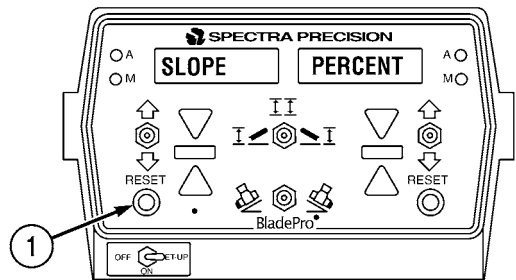 SPECTRA PRECISION
A
A
SLOPE
PERCENT
M
M
RESET
RESET
BladePro
1
OFF
SET-UP
ON